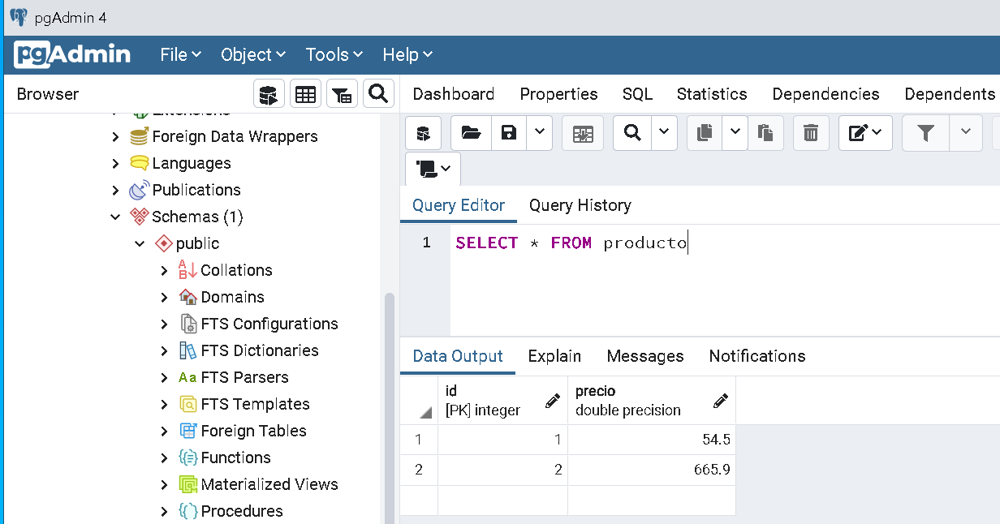 pgAdmin 4
pgAdmin File Object Tools Help
Browser
Dashboard Properties SQL Statistics Dependencies Dependents
Extensions
Foreign Data Wrappers
Languages
Publications
Schemas (1)
public
Collations
Domains
FTS Configurations
FTS Dictionaries
Aa FTS Parsers
FTS Templates
Foreign Tables
Functions
Materialized Views
Procedures
Query Editor Query History
1 SELECT * FROM producto
Data Output Explain Messages Notifications
id precio
[PK] integer double precision
1 1 54.5
2 2 665.9